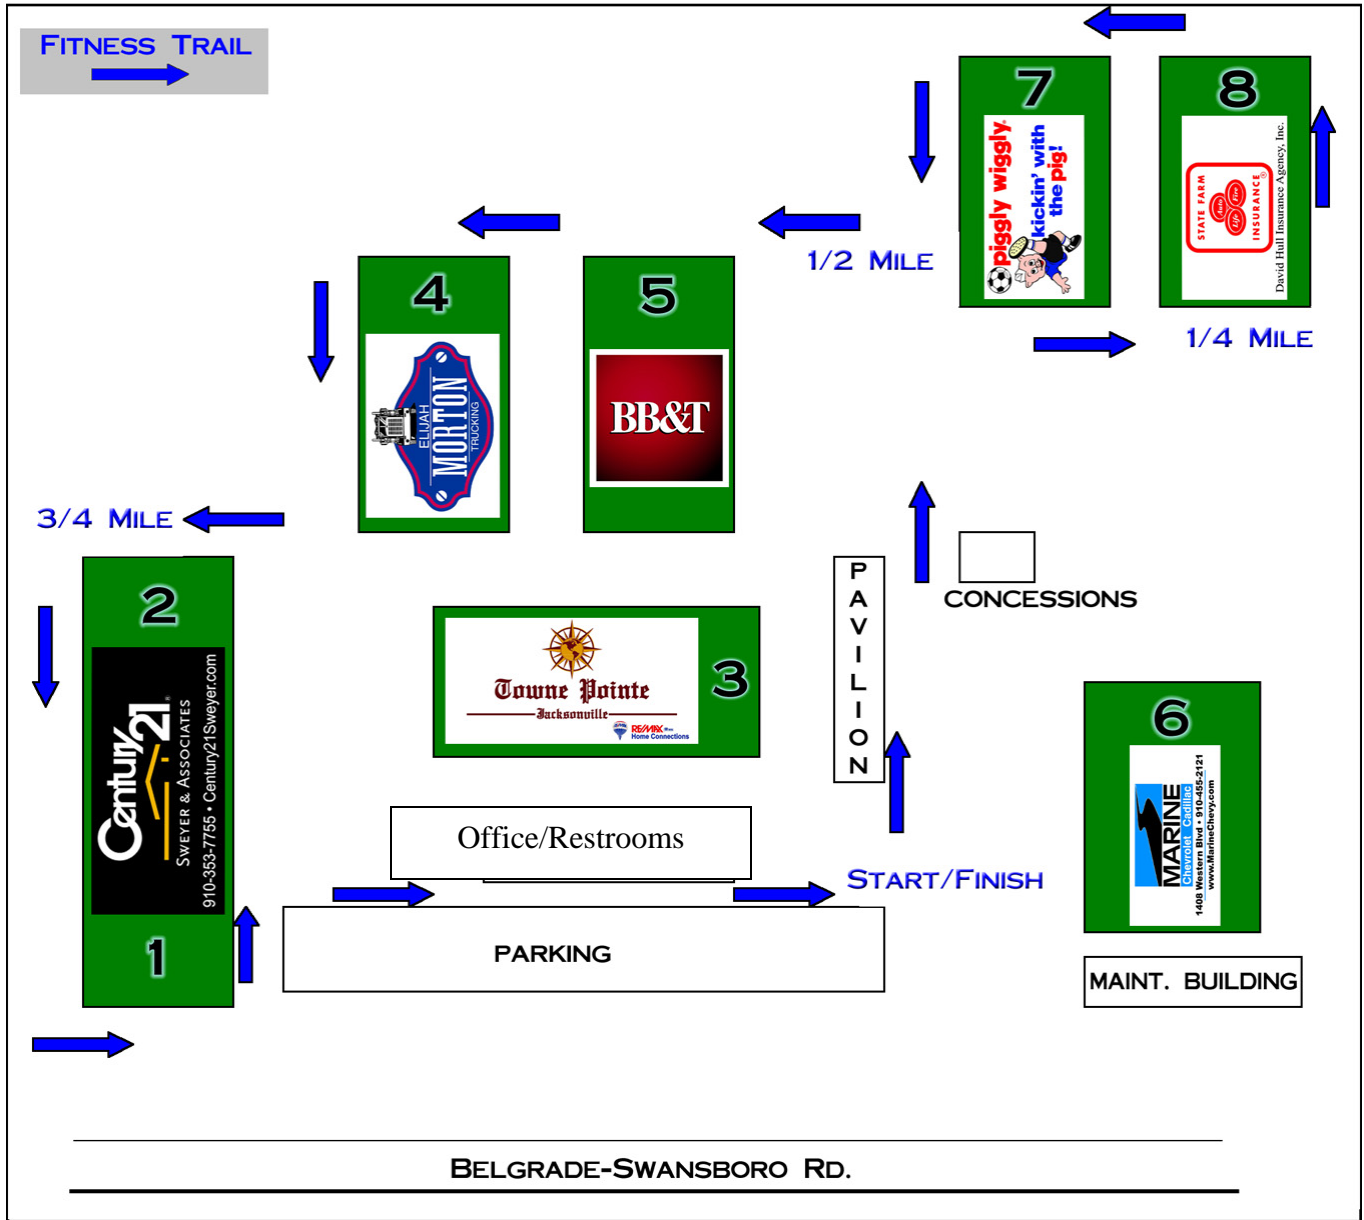 Fitness Trail
7
8
piggly wiggly
kickin' with
the pig!
STATE FARM
Auto
Life Fire
INSURANCE
David Hull Insurance Agency, Inc.
1/2 Mile
1/4 Mile
4
ELIJAH
MORTON
TRUCKING
5
BB&T
3/4 Mile
2
Century 21
Sweyer & Associates
910-353-7755 • Century21Sweyer.com
1
Towne Pointe
Jacksonville
RE/MAX
Home Connections
3
PAVILION
CONCESSIONS
6
MARINE
Chevrolet Cadillac
1408 Western Blvd • 910-455-2121
www.MarineChevy.com
Office/Restrooms
Start/Finish
PARKING
MAINT. BUILDING
Belgrade-Swansboro Rd.